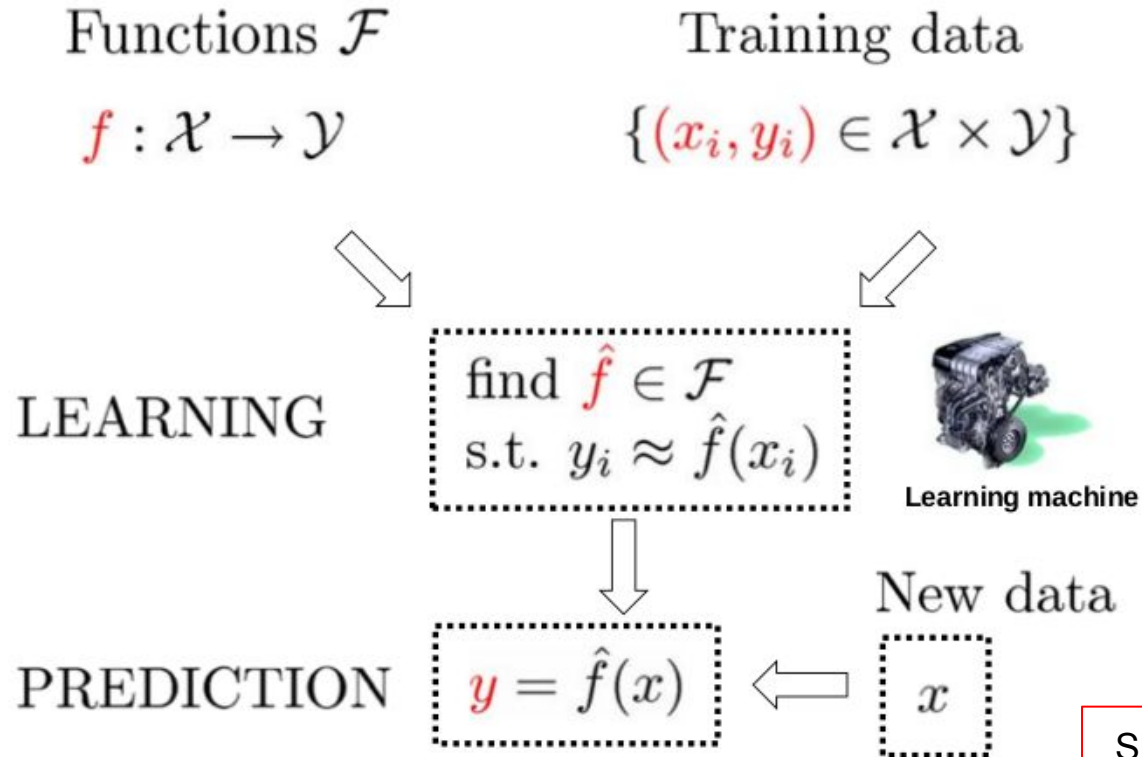 Functions ℱ
Training data
f : 𝒳 → 𝒴
{(xᵢ, yᵢ) ∈ 𝒳 × 𝒴}
find f̂ ∈ ℱ
LEARNING
s.t. yᵢ ≈ f̂(xᵢ)
Learning machine
New data
PREDICTION
y = f̂(x)
x
S